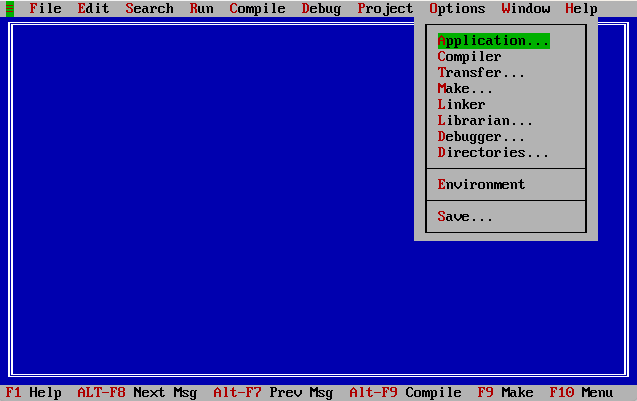 ≡ File Edit Search Run Compile Debug Project Options Window Help
Application...
Compiler
Transfer...
Make...
Linker
Librarian...
Debugger...
Directories...
Environment
Save...
F1 Help ALT-F8 Next Msg Alt-F7 Prev Msg Alt-F9 Compile F9 Make F10 Menu